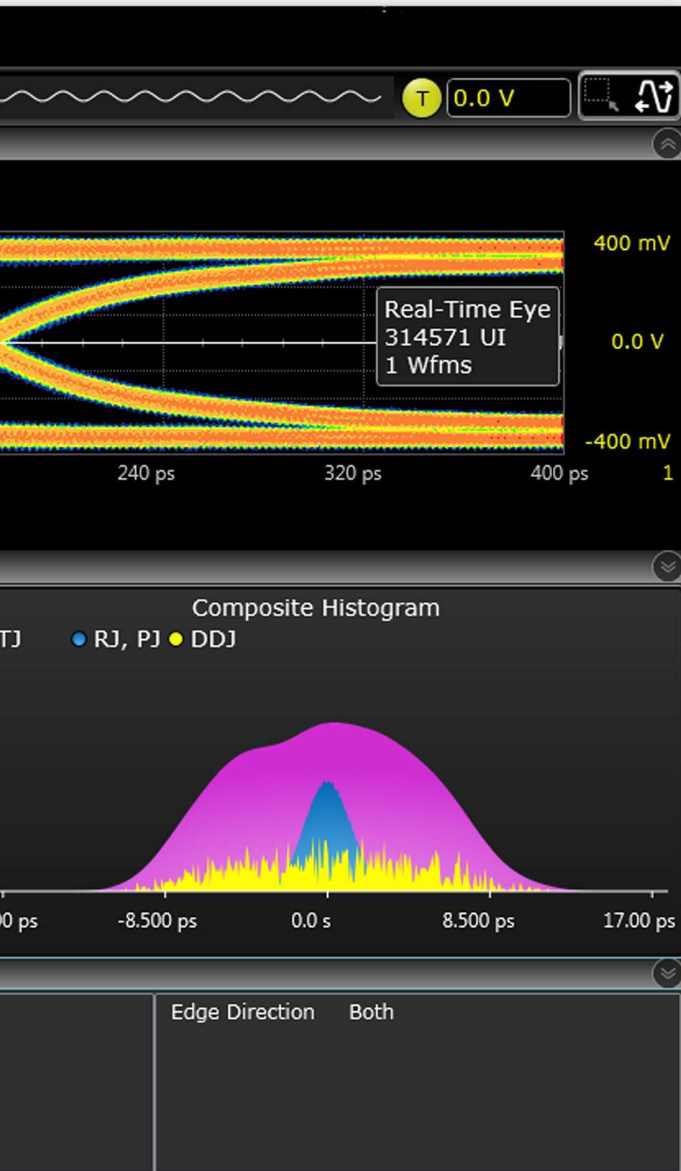 T 0.0 V
400 mV
Real-Time Eye
314571 UI
1 Wfms
0.0 V
-400 mV
240 ps 320 ps 400 ps 1
Composite Histogram
TJ RJ, PJ DDJ
-8.500 ps 0.0 s 8.500 ps 17.00 ps
Edge Direction Both